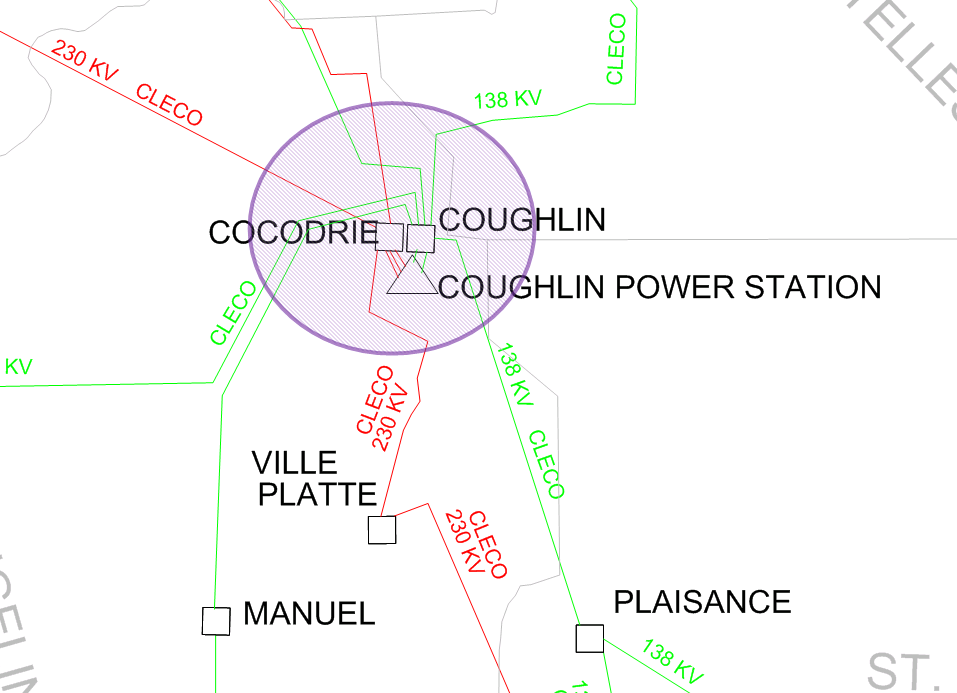 TELLES
CLECO
230 KV CLECO
138 KV
COUGHLIN
COCODRIE
COUGHLIN POWER STATION
CLECO
KV
138 KV CLECO
CLECO
230 KV
VILLE
PLATTE
CLECO
230 KV
PLAISANCE
MANUEL
138 KV
ST.